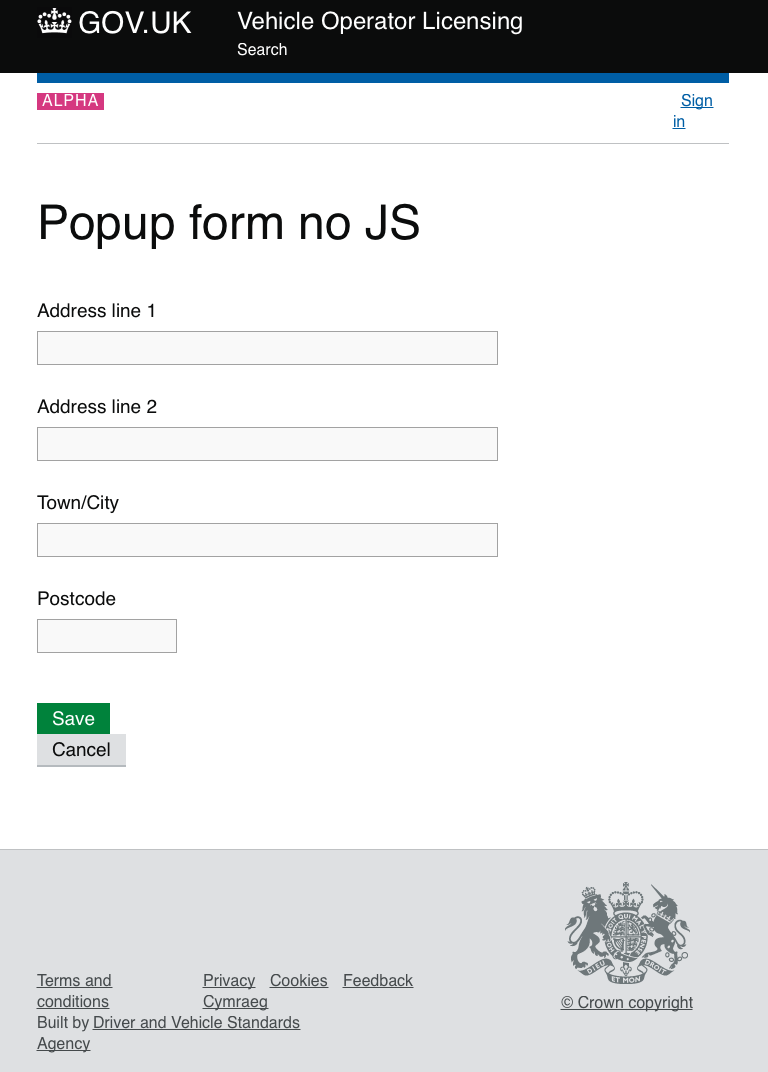 GOV.UK
Vehicle Operator Licensing
Search
ALPHA
Sign
in
Popup form no JS
Address line 1
Address line 2
Town/City
Postcode
Save
Cancel
Terms and
conditions
Privacy Cookies Feedback
Cymraeg
Built by Driver and Vehicle Standards
Agency
DIEU ET MON DROIT
© Crown copyright